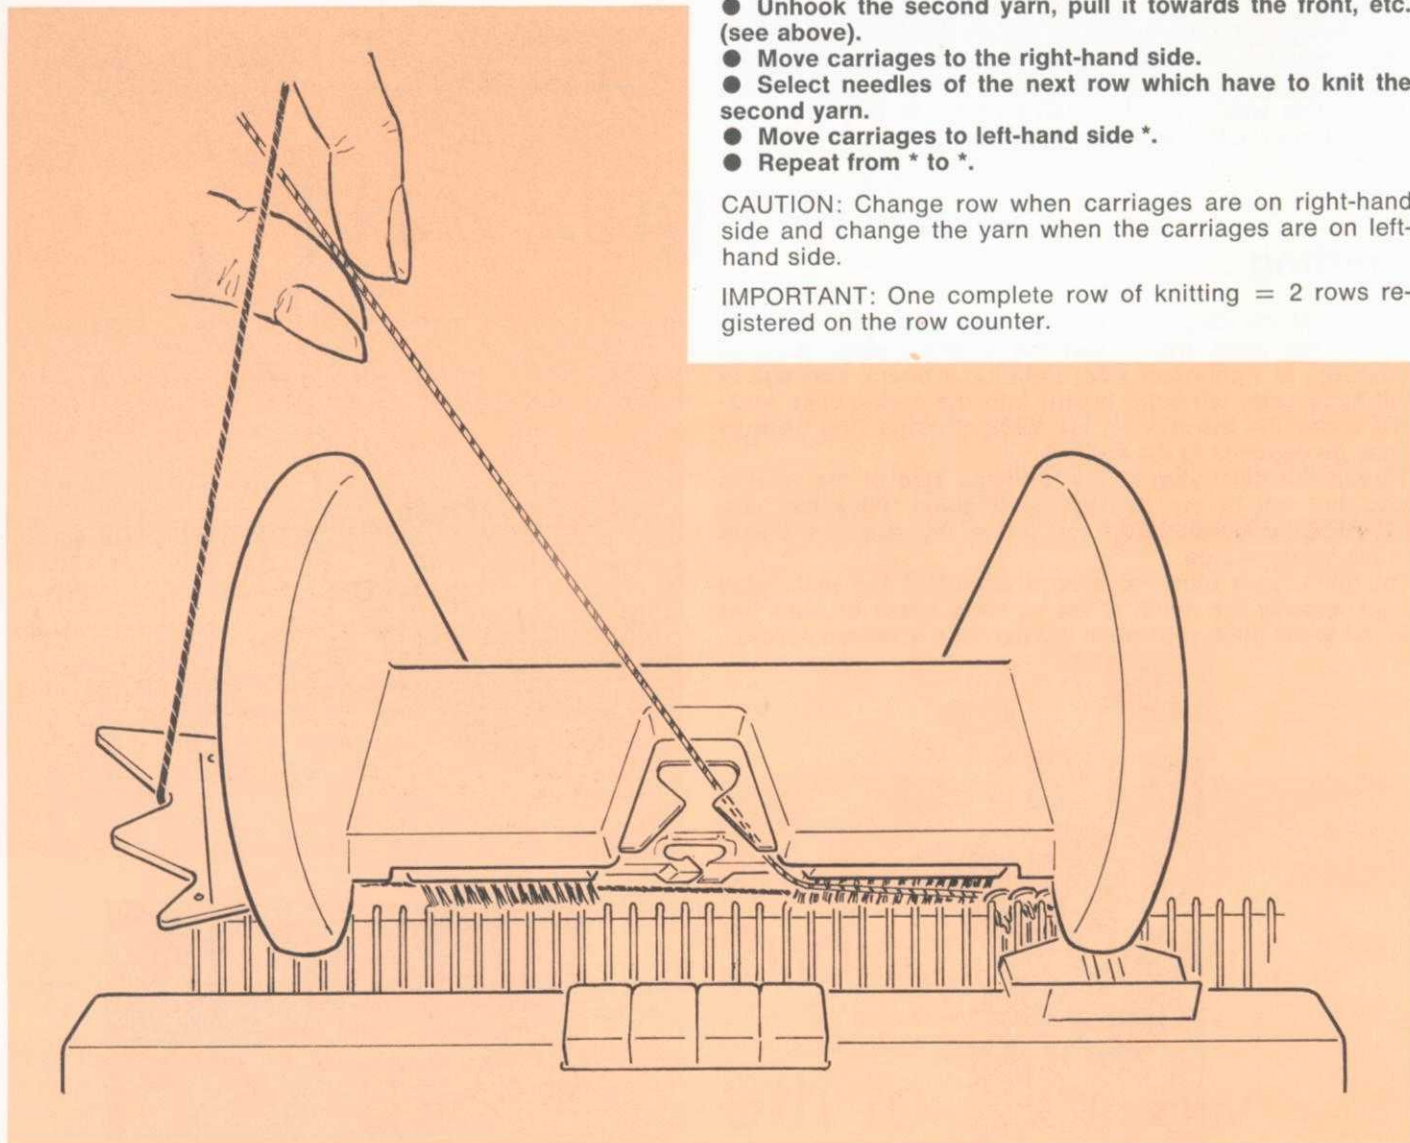 ● Unhook the second yarn, pull it towards the front, etc.
(see above).
● Move carriages to the right-hand side.
● Select needles of the next row which have to knit the
second yarn.
● Move carriages to left-hand side *.
● Repeat from * to *.
CAUTION: Change row when carriages are on right-hand
side and change the yarn when the carriages are on left-
hand side.
IMPORTANT: One complete row of knitting = 2 rows re-
gistered on the row counter.